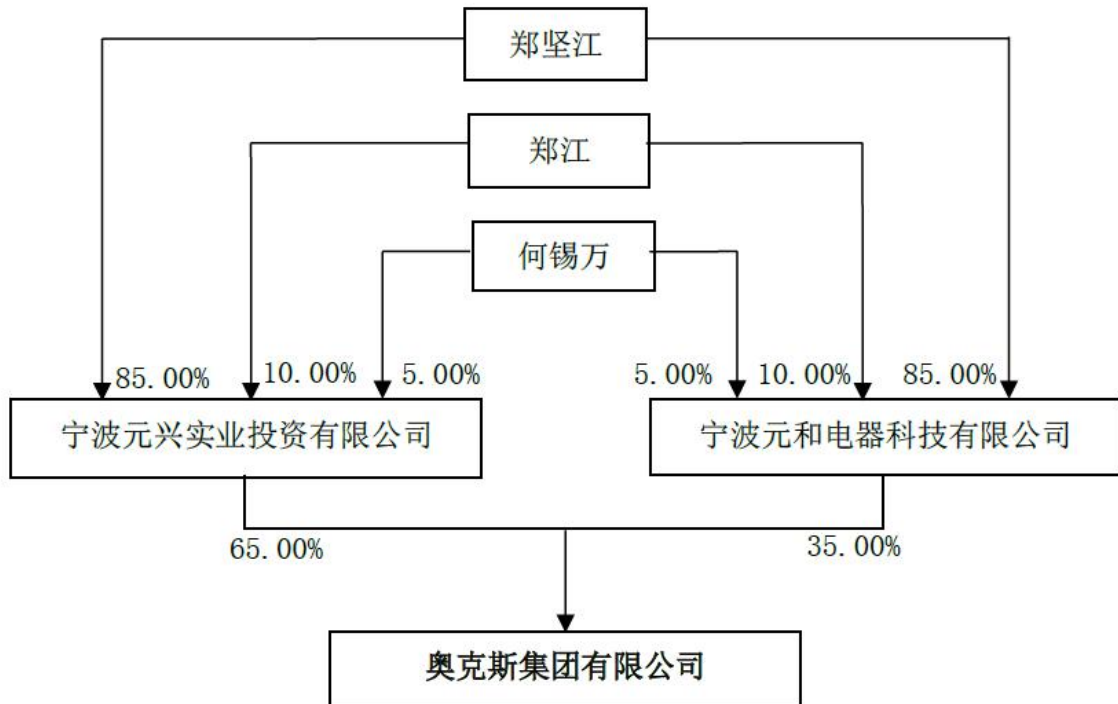 郑坚江
郑江
何锡万
85.00%
10.00%
5.00%
5.00%
10.00%
85.00%
宁波元兴实业投资有限公司
宁波元和电器科技有限公司
65.00%
35.00%
奥克斯集团有限公司